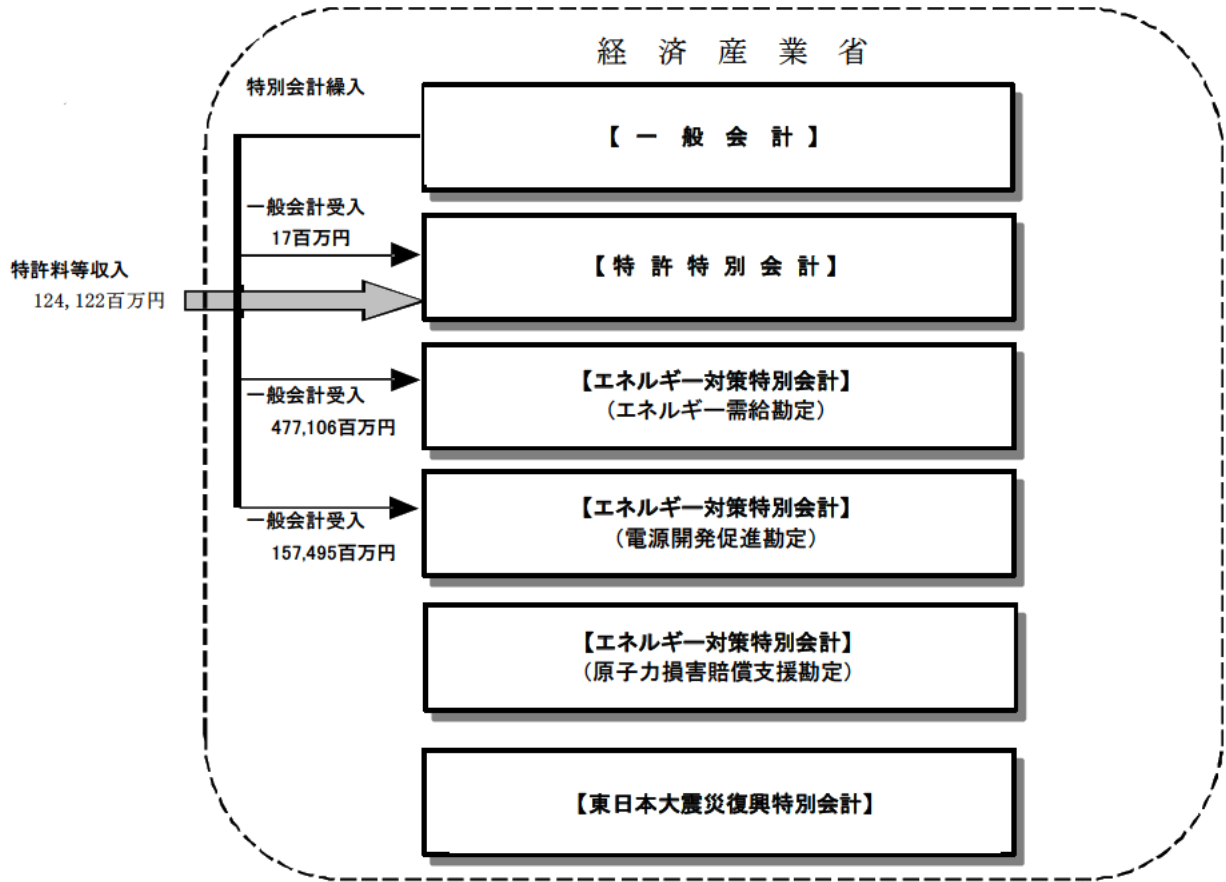 経済産業省
特別会計繰入
【一般会計】
一般会計受入
17百万円
【特許特別会計】
特許料等収入
124,122百万円
【エネルギー対策特別会計】
（エネルギー需給勘定）
一般会計受入
477,106百万円
【エネルギー対策特別会計】
（電源開発促進勘定）
一般会計受入
157,495百万円
【エネルギー対策特別会計】
（原子力損害賠償支援勘定）
【東日本大震災復興特別会計】